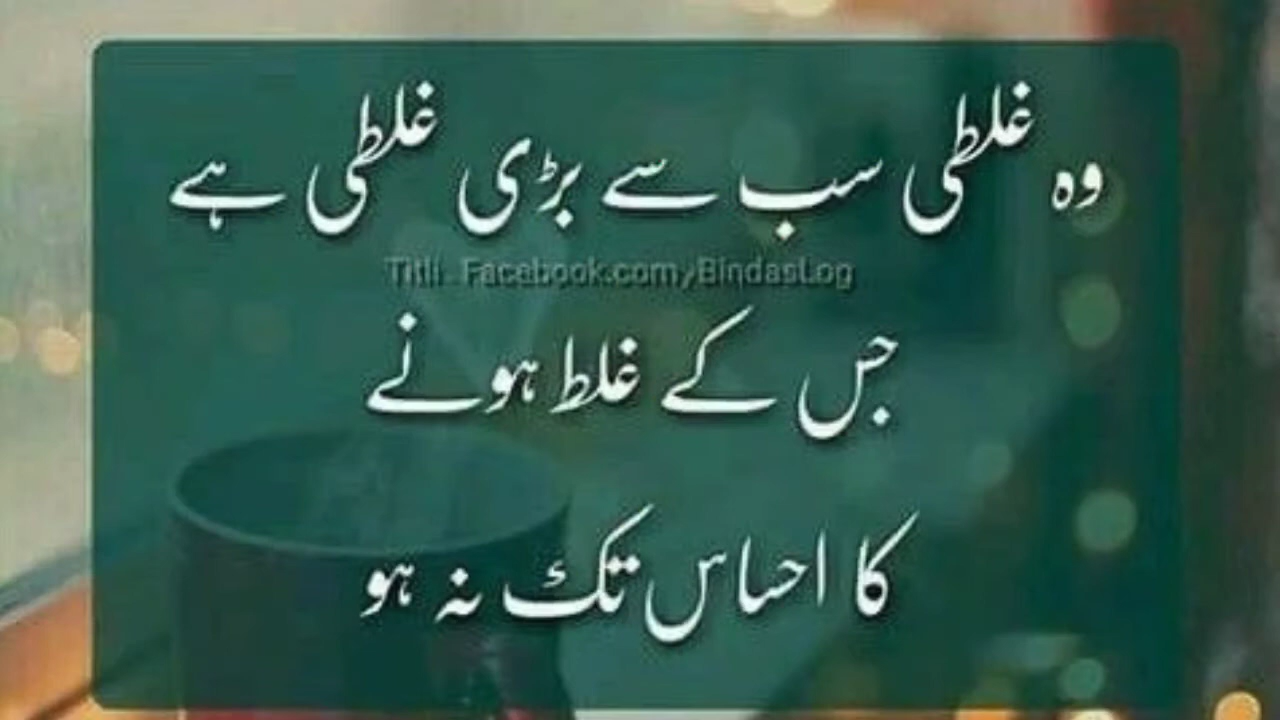 وہ غلطی سب سے بڑی غلطی ہے
Titli . Facebook.com/BindasLog
جس کے غلط ہونے
کا احساس تک نہ ہو